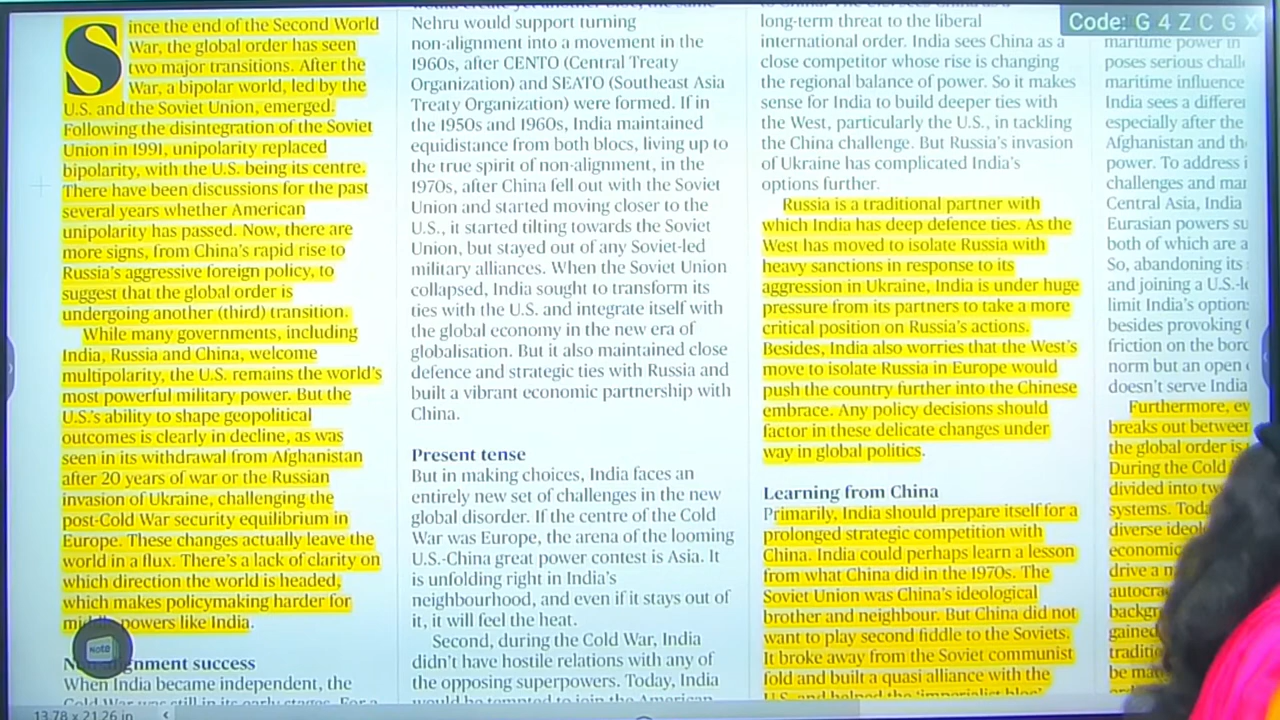 Code: G 4 Z C G X
Since the end of the Second World
War, the global order has seen
two major transitions. After the
War, a bipolar world, led by the
U.S. and the Soviet Union, emerged.
Following the disintegration of the Soviet
Union in 1991, unipolarity replaced
bipolarity, with the U.S. being its centre.
There have been discussions for the past
several years whether American
unipolarity has passed. Now, there are
more signs, from China's rapid rise to
Russia's aggressive foreign policy, to
suggest that the global order is
undergoing another (third) transition.
While many governments, including
India, Russia and China, welcome
multipolarity, the U.S. remains the world's
most powerful military power. But the
U.S.'s ability to shape geopolitical
outcomes is clearly in decline, as was
seen in its withdrawal from Afghanistan
after 20 years of war or the Russian
invasion of Ukraine, challenging the
post-Cold War security equilibrium in
Europe. These changes actually leave the
world in a flux. There's a lack of clarity on
which direction the world is headed,
which makes policymaking harder for
powers like India.
Note
alignment success
When India became independent, the
Cold War was still in its early stages. For a
Nehru would support turning
non-alignment into a movement in the
1960s, after CENTO (Central Treaty
Organization) and SEATO (Southeast Asia
Treaty Organization) were formed. If in
the 1950s and 1960s, India maintained
equidistance from both blocs, living up to
the true spirit of non-alignment, in the
1970s, after China fell out with the Soviet
Union and started moving closer to the
U.S., it started tilting towards the Soviet
Union, but stayed out of any Soviet-led
military alliances. When the Soviet Union
collapsed, India sought to transform its
ties with the U.S. and integrate itself with
the global economy in the new era of
globalisation. But it also maintained close
defence and strategic ties with Russia and
built a vibrant economic partnership with
China.
Present tense
But in making choices, India faces an
entirely new set of challenges in the new
global disorder. If the centre of the Cold
War was Europe, the arena of the looming
U.S.-China great power contest is Asia. It
is unfolding right in India's
neighbourhood, and even if it stays out of
it, it will feel the heat.
Second, during the Cold War, India
didn't have hostile relations with any of
the opposing superpowers. Today, India
would be tempted to join the American
long-term threat to the liberal
international order. India sees China as a
close competitor whose rise is changing
the regional balance of power. So it makes
sense for India to build deeper ties with
the West, particularly the U.S., in tackling
the China challenge. But Russia's invasion
of Ukraine has complicated India's
options further.
Russia is a traditional partner with
which India has deep defence ties. As the
West has moved to isolate Russia with
heavy sanctions in response to its
aggression in Ukraine, India is under huge
pressure from its partners to take a more
critical position on Russia's actions.
Besides, India also worries that the West's
move to isolate Russia in Europe would
push the country further into the Chinese
embrace. Any policy decisions should
factor in these delicate changes under
way in global politics.
Learning from China
Primarily, India should prepare itself for a
prolonged strategic competition with
China. India could perhaps learn a lesson
from what China did in the 1970s. The
Soviet Union was China's ideological
brother and neighbour. But China did not
want to play second fiddle to the Soviets.
It broke away from the Soviet communist
fold and built a quasi alliance with the
U.S. and helped the 'imperialist bloc'
maritime power in
poses serious chall
maritime influence
India sees a differe
especially after the
Afghanistan and th
power. To address i
challenges and mai
Central Asia, India
Eurasian powers su
both of which are a
So, abandoning its
and joining a U.S.-l
limit India's option
besides provoking
friction on the bord
norm but an open
doesn't serve India
Furthermore, ev
breaks out between
the global order is
During the Cold
divided into tw
systems. Toda
diverse ideol
economic
drive a n
autocra
backgr
gained
traditio
be ma
13.78 x 21.26 in